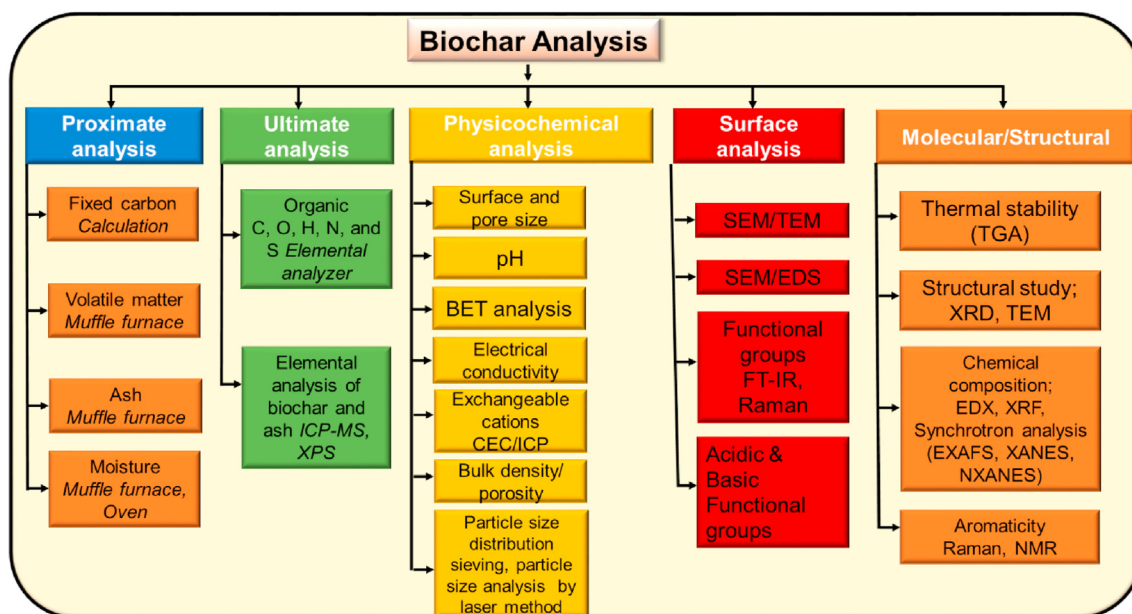 Biochar Analysis
Proximate
analysis
Fixed carbon
Calculation
Volatile matter
Muffle furnace
Ash
Muffle furnace
Moisture
Muffle furnace,
Oven
Ultimate
analysis
Organic
C, O, H, N, and
S Elemental
analyzer
Elemental
analysis of
biochar and
ash ICP-MS,
XPS
Physicochemical
analysis
Surface and
pore size
pH
BET analysis
Electrical
conductivity
Exchangeable
cations
CEC/ICP
Bulk density/
porosity
Particle size
distribution
sieving, particle
size analysis by
laser method
Surface
analysis
SEM/TEM
SEM/EDS
Functional
groups
FT-IR,
Raman
Acidic &
Basic
Functional
groups
Molecular/Structural
Thermal stability
(TGA)
Structural study;
XRD, TEM
Chemical
composition;
EDX, XRF,
Synchrotron analysis
(EXAFS, XANES,
NXANES)
Aromaticity
Raman, NMR